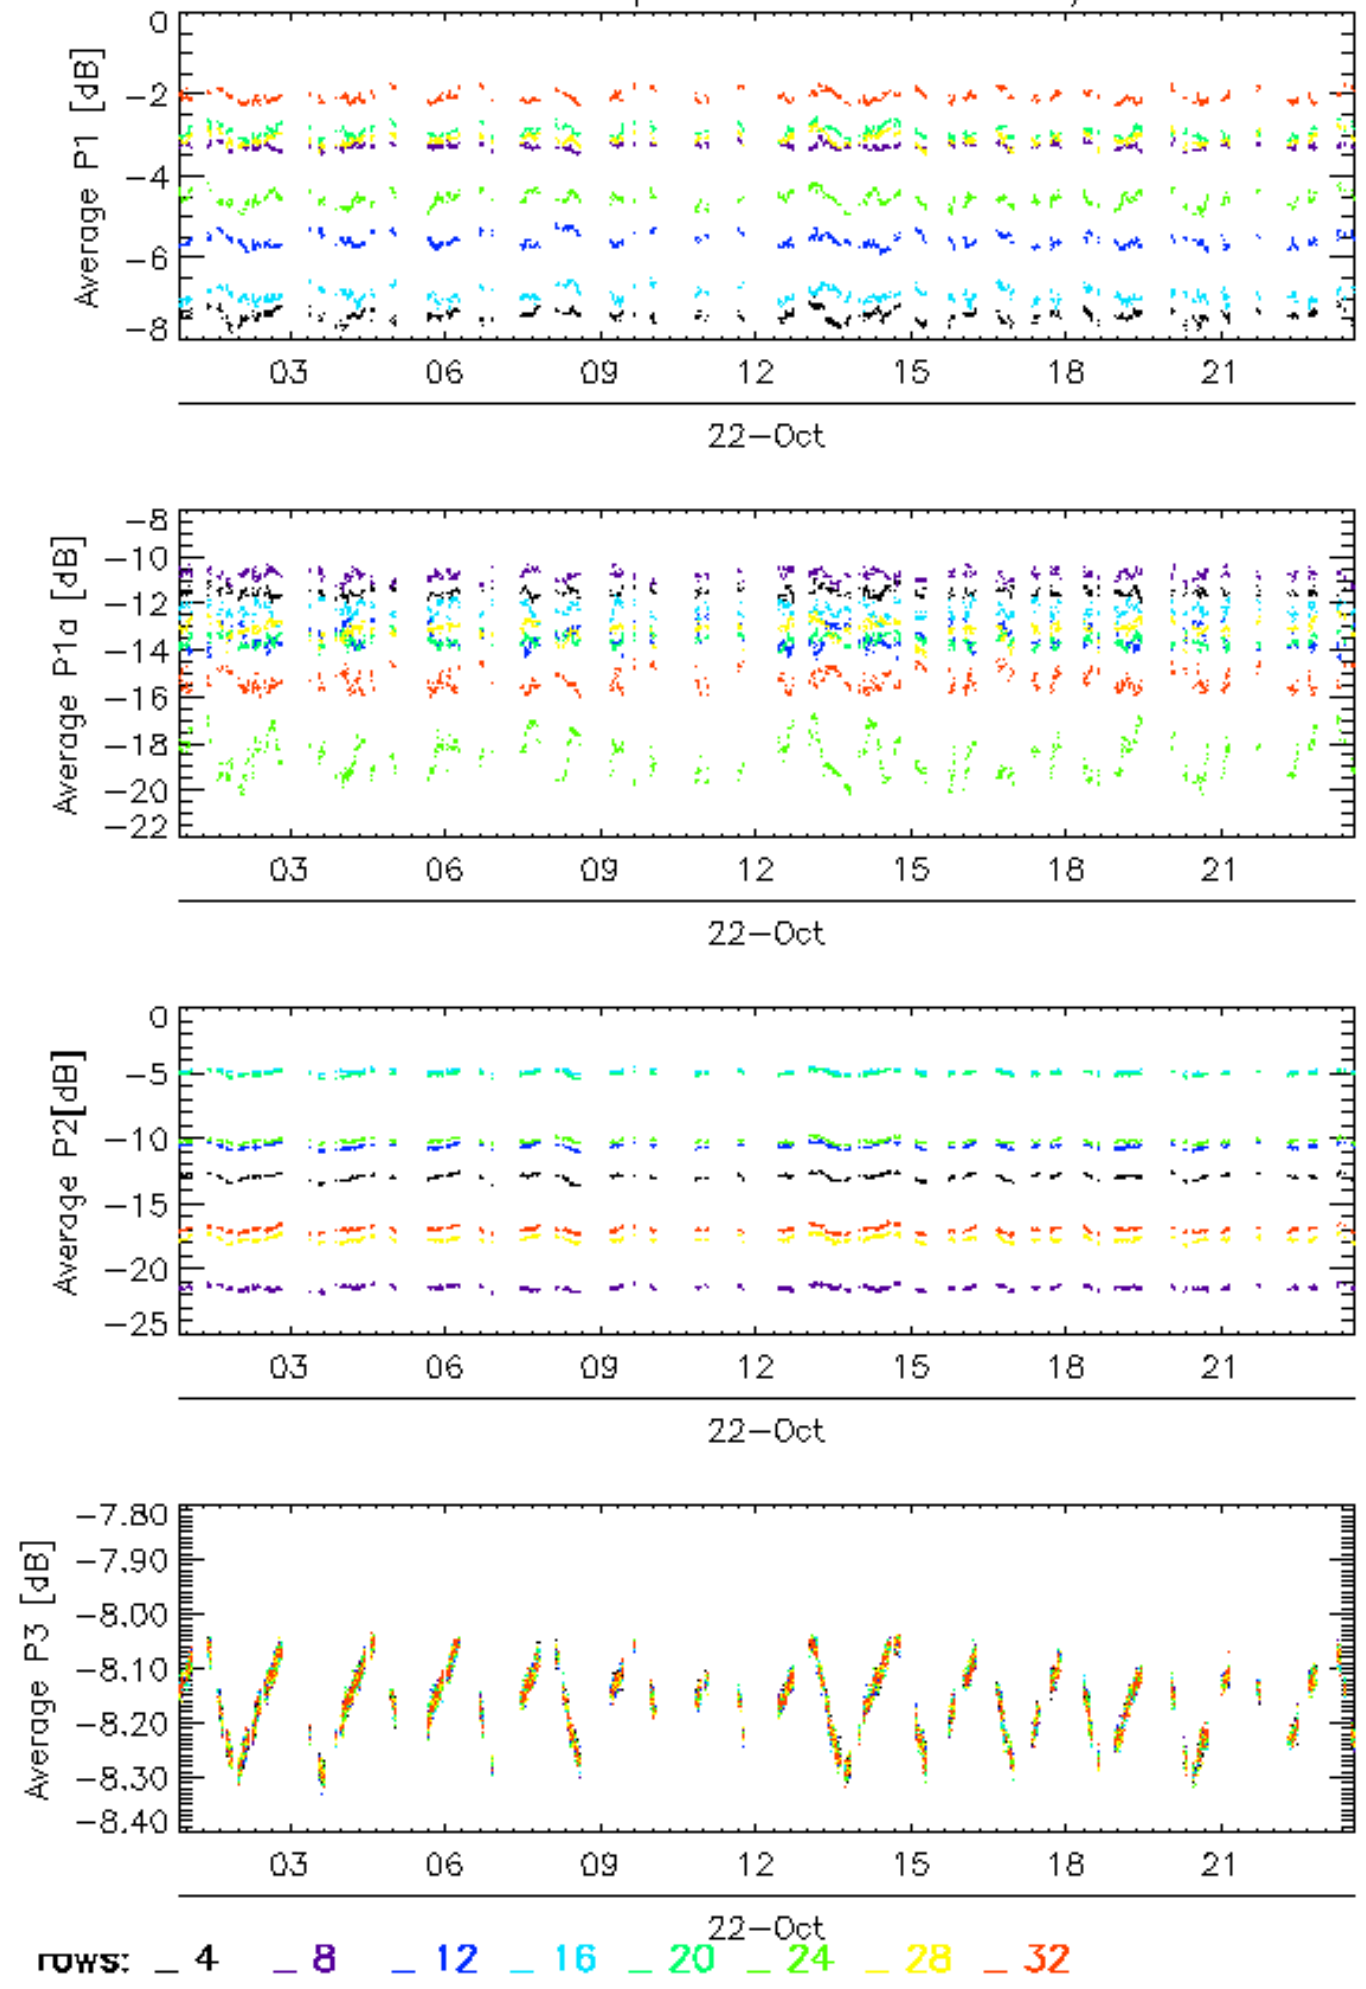 0
-2
-4
-6
-8
Average P1 [dB]
03 06 09 12 15 18 21
22-Oct
-8
-10
-12
-14
-16
-18
-20
-22
Average P1a [dB]
03 06 09 12 15 18 21
22-Oct
0
-5
-10
-15
-20
-25
Average P2[dB]
03 06 09 12 15 18 21
22-Oct
-7.80
-7.90
-8.00
-8.10
-8.20
-8.30
-8.40
Average P3 [dB]
03 06 09 12 15 18 21
22-Oct
rows: _ 4 _ 8 _ 12 _ 16 _ 20 _ 24 _ 28 _ 32